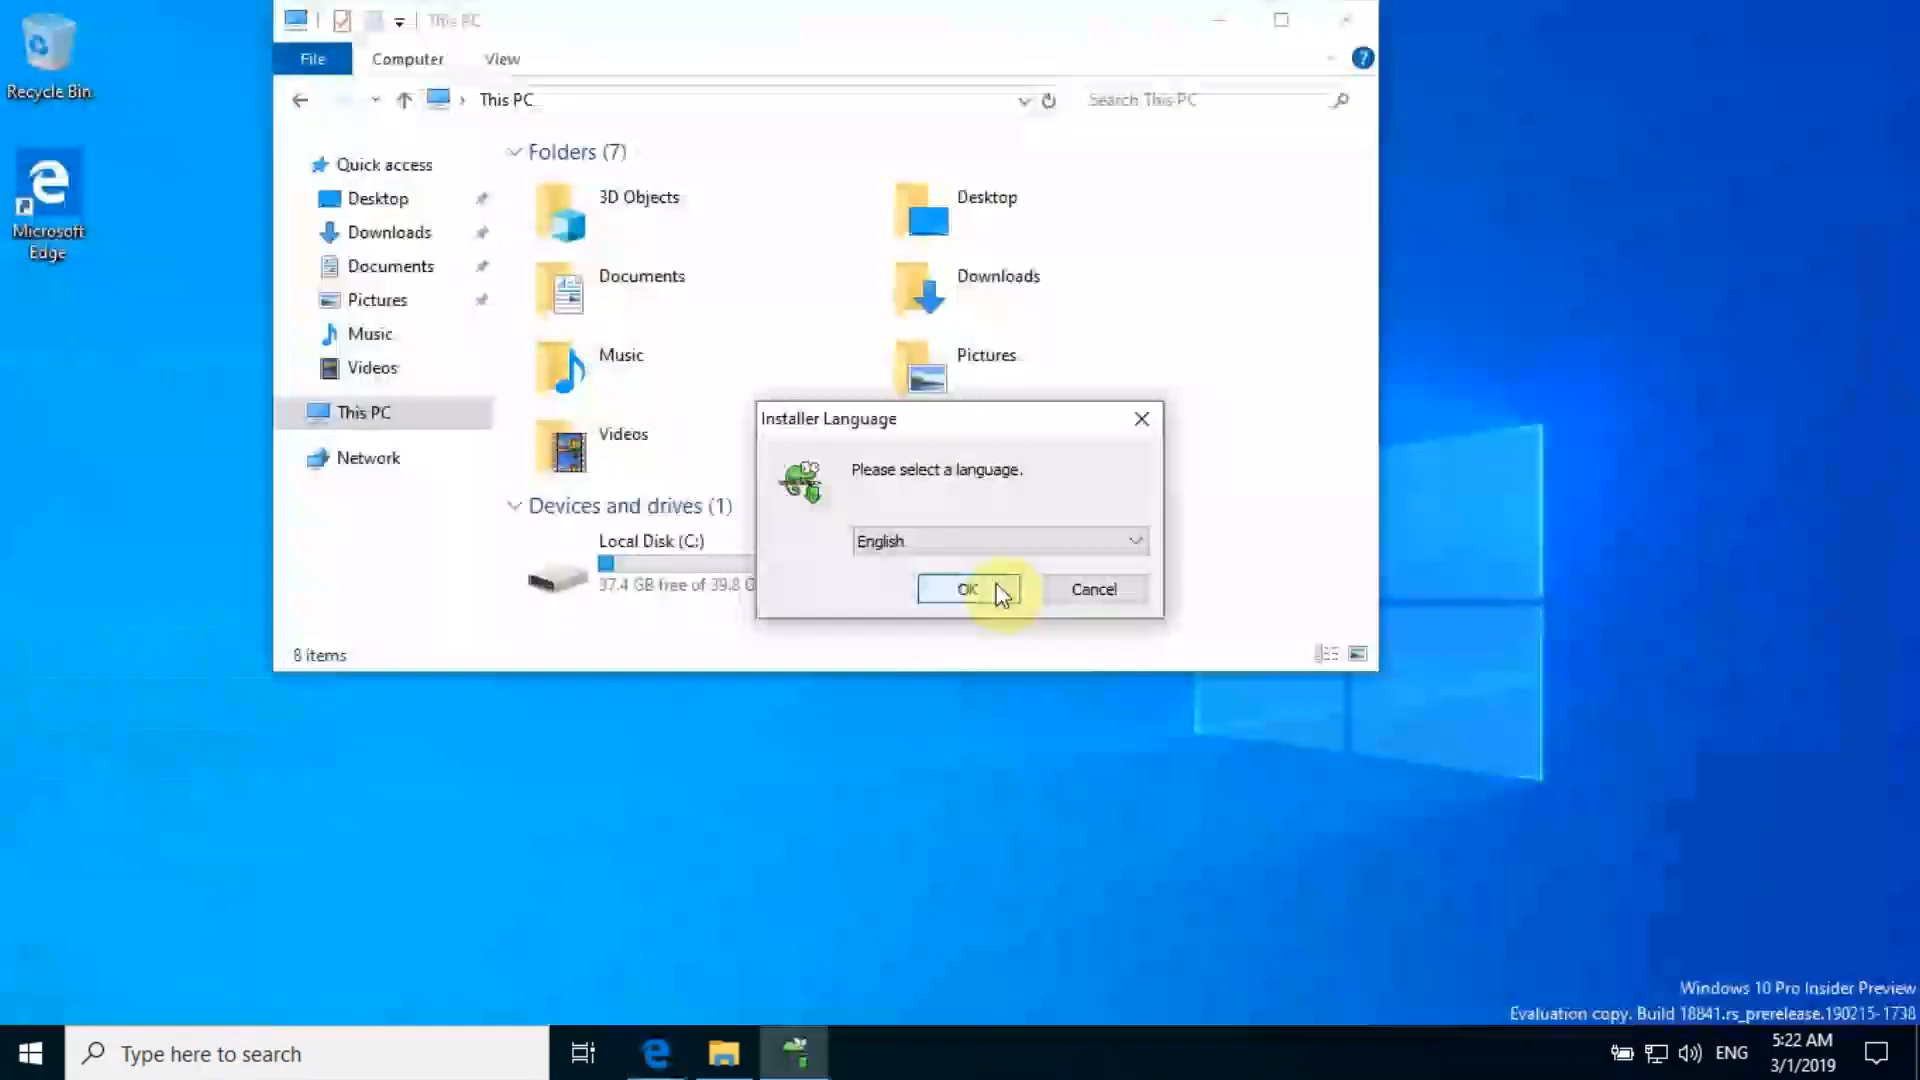 Recycle Bin
Microsoft
Edge
This PC
File
Computer
View
This PC
Search This PC
Quick access
Desktop
Downloads
Documents
Pictures
Music
Videos
This PC
Network
Folders (7)
3D Objects
Desktop
Documents
Downloads
Music
Pictures
Videos
Devices and drives (1)
Local Disk (C:)
37.4 GB free of 39.8 G
8 items
Installer Language
Please select a language.
English
OK
Cancel
Windows 10 Pro Insider Preview
Evaluation copy. Build 18841.rs_prerelease.190215-1738
Type here to search
ENG
5:22 AM
3/1/2019